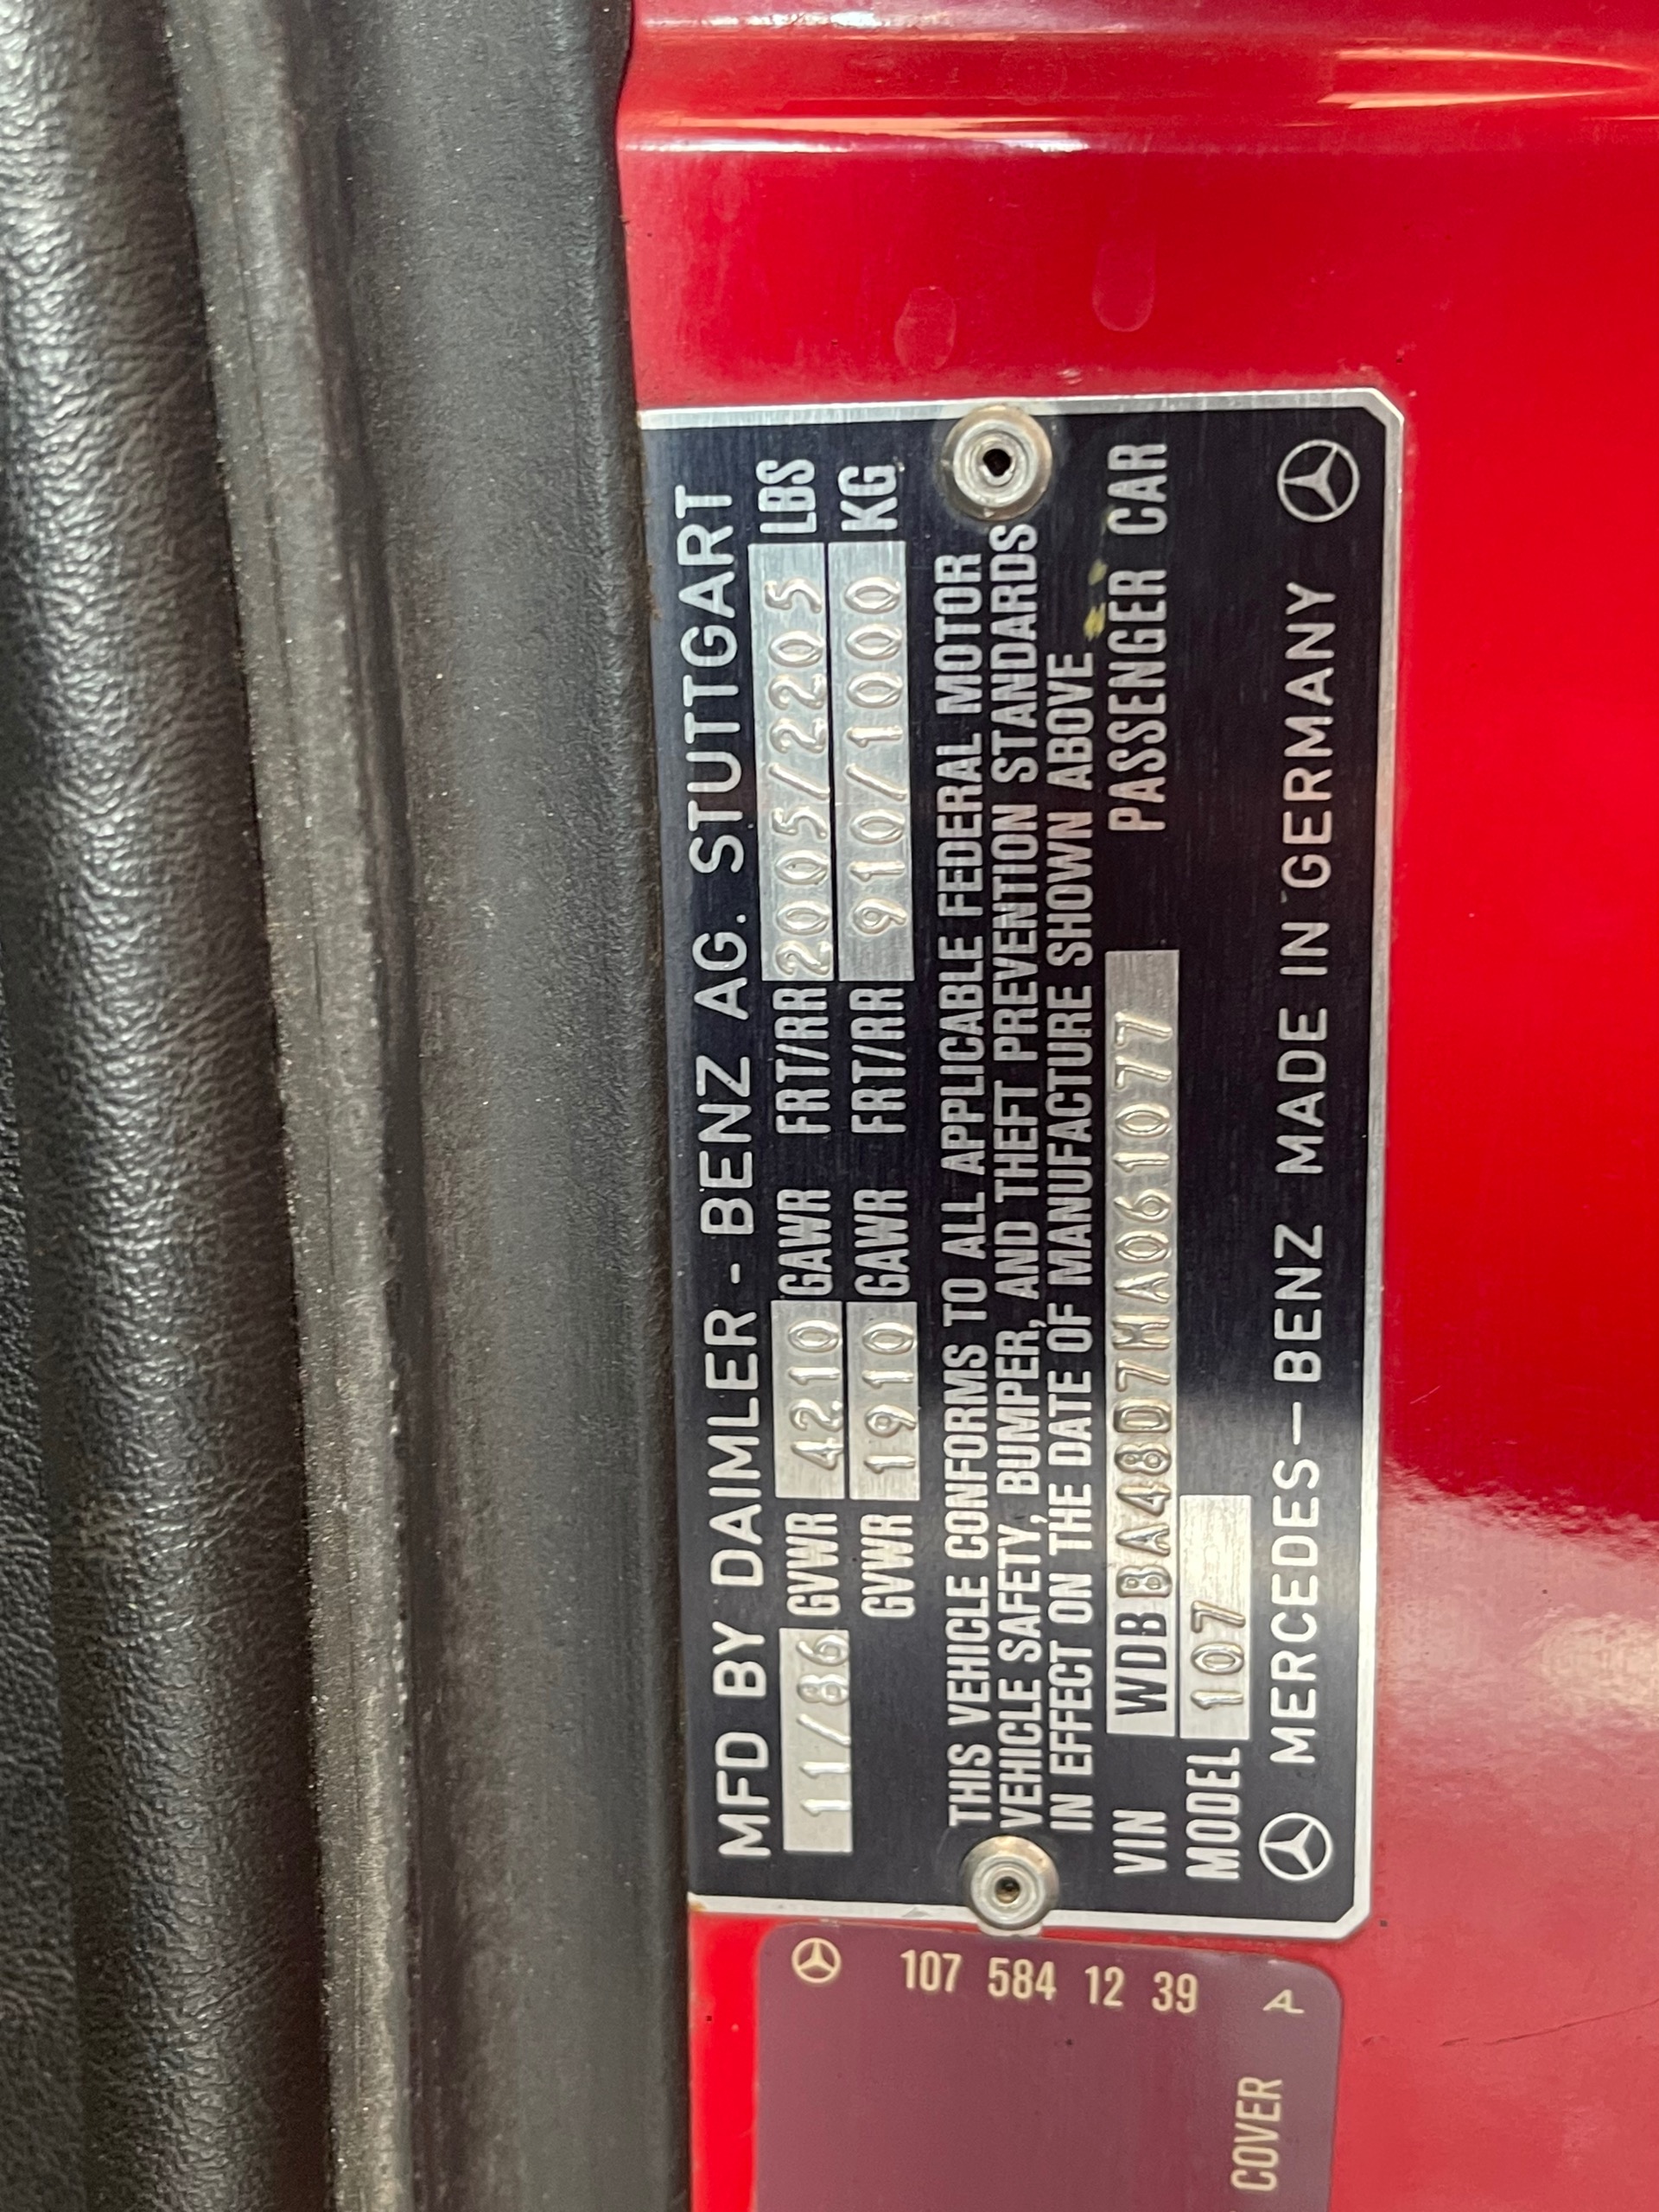 MFD BY DAIMLER - BENZ AG. STUTTGART
11/86 GVWR 4210 GAWR FRT/RR 2005/2205 LBS
GVWR 1910 GAWR FRT/RR 910/1000 KG
THIS VEHICLE CONFORMS TO ALL APPLICABLE FEDERAL MOTOR
VEHICLE SAFETY, BUMPER, AND THEFT PREVENTION STANDARDS
IN EFFECT ON THE DATE OF MANUFACTURE SHOWN ABOVE
VIN WDBBA48D7HA061077 PASSENGER CAR
MODEL 107
MERCEDES-BENZ MADE IN GERMANY
107 584 12 39 A
COVER